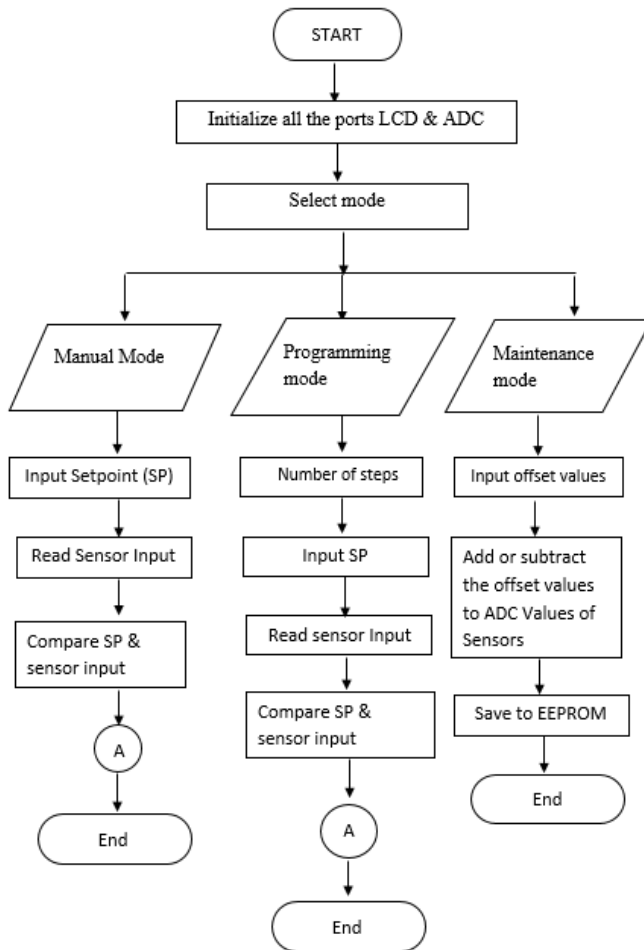 START
Initialize all the ports LCD & ADC
Select mode
Manual Mode
Input Setpoint (SP)
Read Sensor Input
Compare SP &
sensor input
A
End
Programming
mode
Number of steps
Input SP
Read sensor Input
Compare SP &
sensor input
A
End
Maintenance
mode
Input offset values
Add or subtract
the offset values
to ADC Values of
Sensors
Save to EEPROM
End